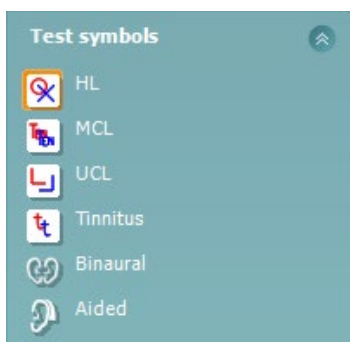 Test symbols
HL
MCL
UCL
Tinnitus
Binaural
Aided